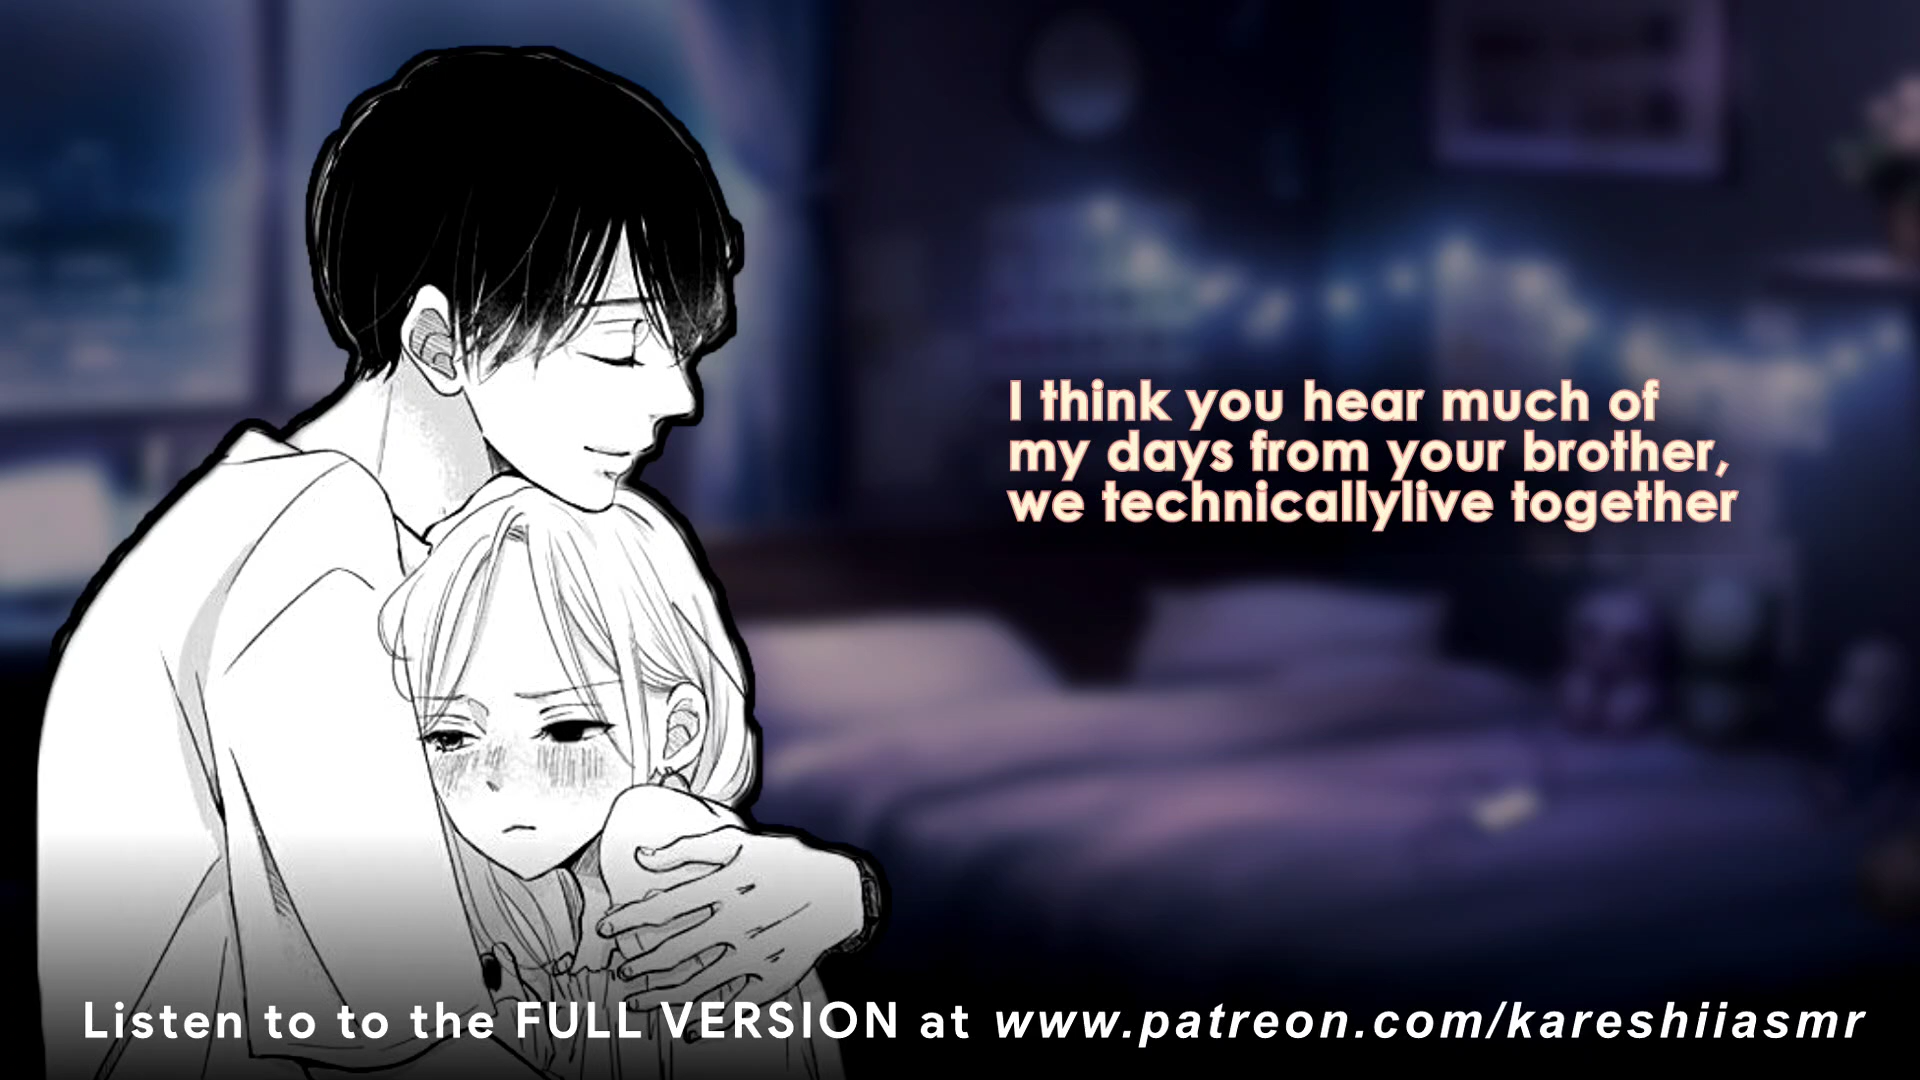 I think you hear much of
my days from your brother,
we technicallylive together
Listen to to the FULL VERSION at www.patreon.com/kareshiiasmr